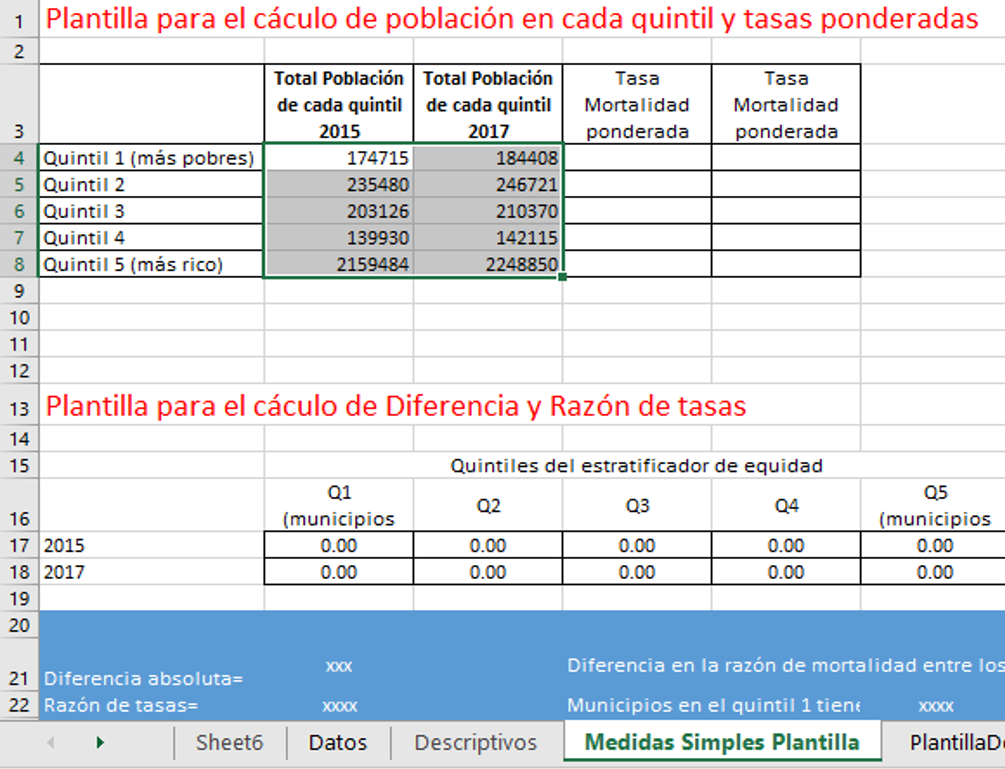 1 Plantilla para el cáculo de población en cada quintil y tasas ponderadas
2
Total Población Total Población Tasa Tasa
de cada quintil de cada quintil Mortalidad Mortalidad
3 2015 2017 ponderada ponderada
4 Quintil 1 (más pobres) 174715 184408
5 Quintil 2 235480 246721
6 Quintil 3 203126 210370
7 Quintil 4 139930 142115
8 Quintil 5 (más rico) 2159484 2248850
9
10
11
12
13 Plantilla para el cáculo de Diferencia y Razón de tasas
14
15 Quintiles del estratificador de equidad
Q1 Q2 Q3 Q4 Q5
16 (municipios (municipios
17 2015 0.00 0.00 0.00 0.00 0.00
18 2017 0.00 0.00 0.00 0.00 0.00
19
20
21 Diferencia absoluta= xxx Diferencia en la razón de mortalidad entre los
22 Razón de tasas= xxxx Municipios en el quintil 1 tiene xxxx
Sheet6 Datos Descriptivos Medidas Simples Plantilla PlantillaDe